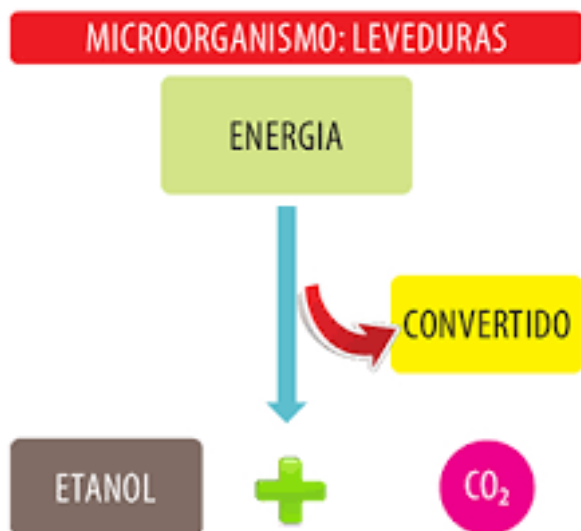 MICROORGANISMO: LEVEDURAS
ENERGIA
CONVERTIDO
ETANOL
CO₂